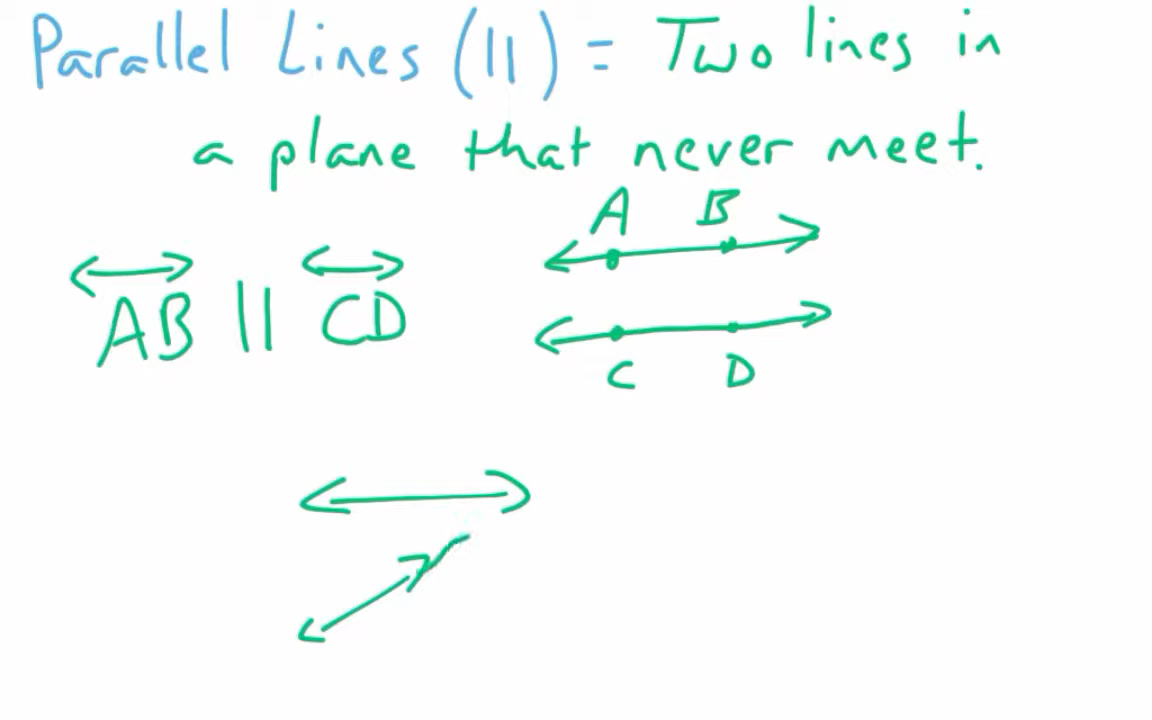 Parallel Lines (||) = Two lines in
a plane that never meet.
A B
AB || CD
C D